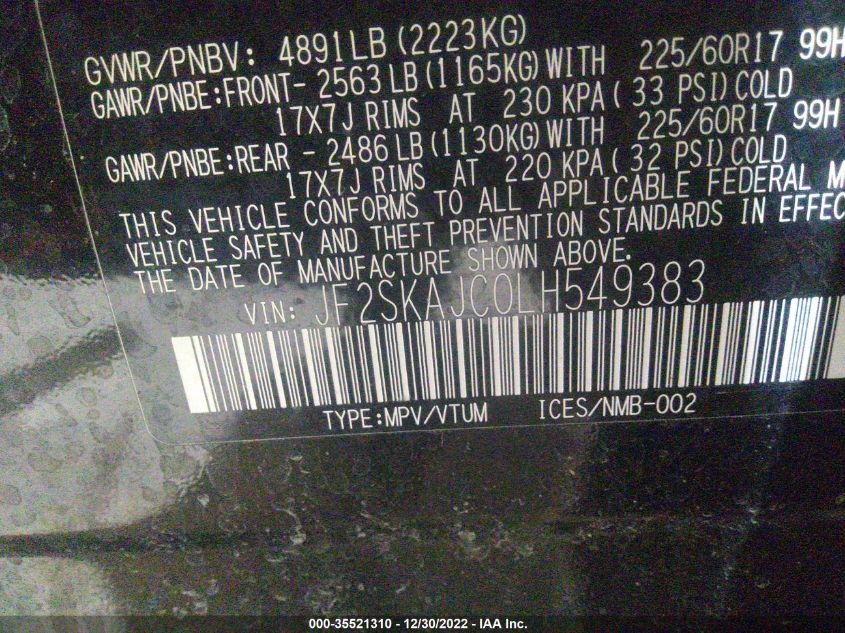 GVWR/PNBV: 4891LB (2223KG)
GAWR/PNBE:FRONT- 2563 LB (1165KG) WITH 225/60R17 99H
17X7J RIMS AT 230 KPA ( 33 PSI) COLD
GAWR/PNBE:REAR - 2486 LB (1130KG) WITH 225/60R17 99H
17X7J RIMS AT 220 KPA ( 32 PSI) COLD
THIS VEHICLE CONFORMS TO ALL APPLICABLE FEDERAL M
VEHICLE SAFETY AND THEFT PREVENTION STANDARDS IN EFFEC
THE DATE OF MANUFACTURE SHOWN ABOVE.
VIN: JF2SKAJC0LH549383
TYPE:MPV/VTUM ICES/NMB-002
000-35521310 - 12/30/2022 - IAA Inc.